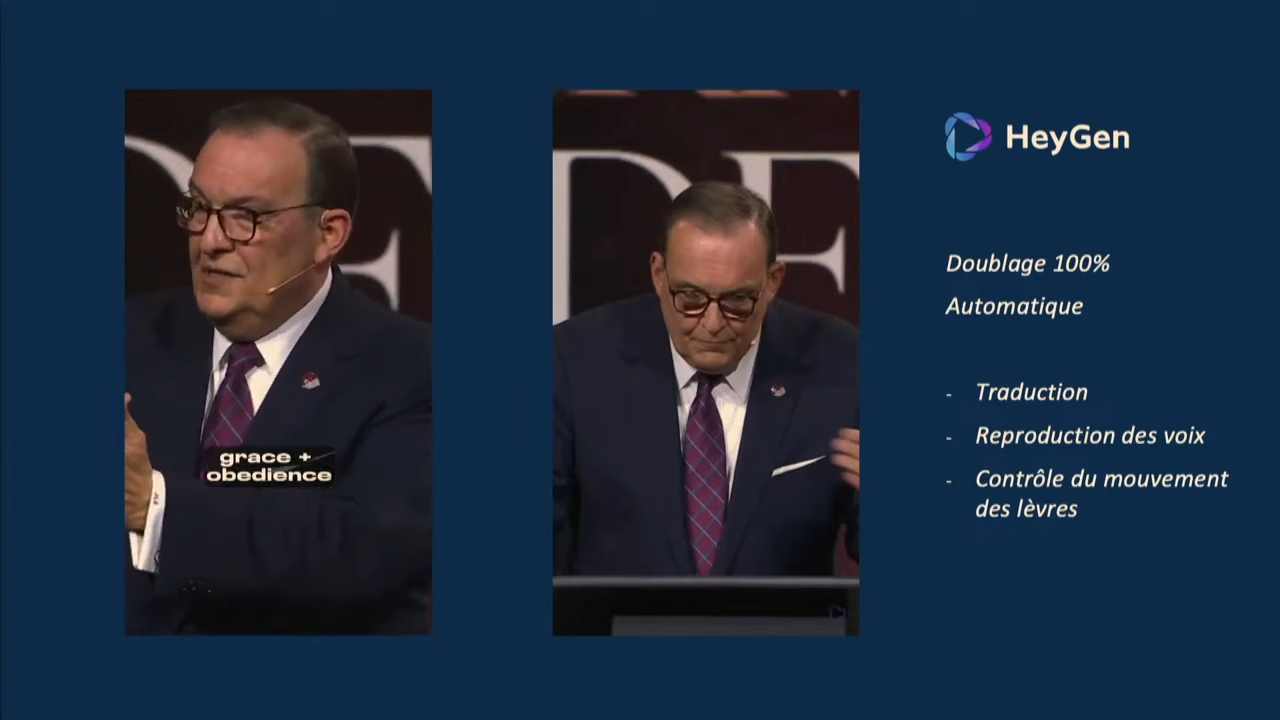 grace +
obedience
HeyGen
Doublage 100%
Automatique
- Traduction
- Reproduction des voix
- Contrôle du mouvement
des lèvres